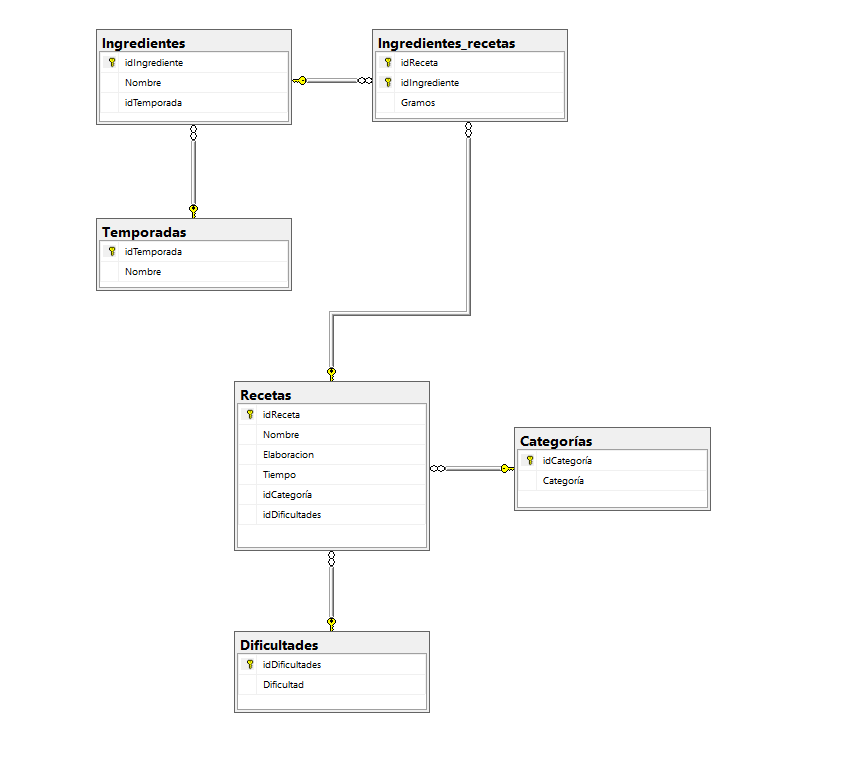 Ingredientes
idIngrediente
Nombre
idTemporada
Ingredientes_recetas
idReceta
idIngrediente
Gramos
Temporadas
idTemporada
Nombre
Recetas
idReceta
Nombre
Elaboracion
Tiempo
idCategoría
idDificultades
Categorías
idCategoría
Categoría
Dificultades
idDificultades
Dificultad